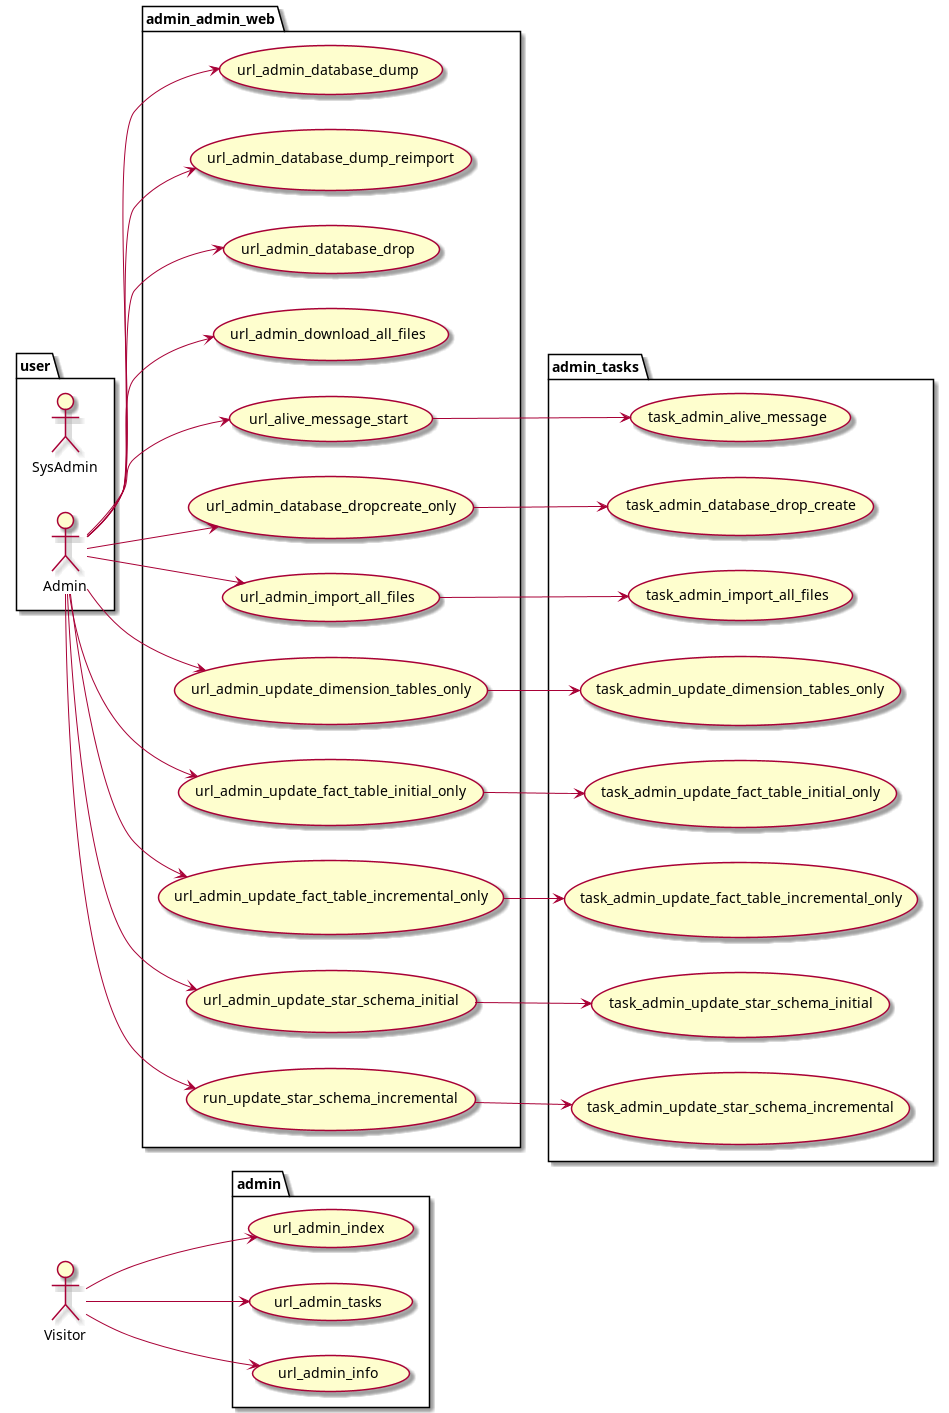 admin_admin_web
url_admin_database_dump
url_admin_database_dump_reimport
url_admin_database_drop
url_admin_download_all_files
user
admin_tasks
SysAdmin
url_alive_message_start
task_admin_alive_message
url_admin_database_dropcreate_only
task_admin_database_drop_create
Admin
url_admin_import_all_files
task_admin_import_all_files
url_admin_update_dimension_tables_only
task_admin_update_dimension_tables_only
url_admin_update_fact_table_initial_only
task_admin_update_fact_table_initial_only
url_admin_update_fact_table_incremental_only
task_admin_update_fact_table_incremental_only
url_admin_update_star_schema_initial
task_admin_update_star_schema_initial
run_update_star_schema_incremental
task_admin_update_star_schema_incremental
admin
url_admin_index
url_admin_tasks
Visitor
url_admin_info